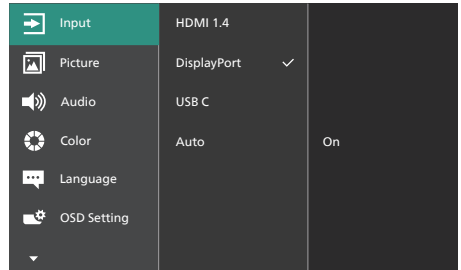 Input
HDMI 1.4
Picture
DisplayPort
Audio
USB C
Color
Auto
On
Language
OSD Setting